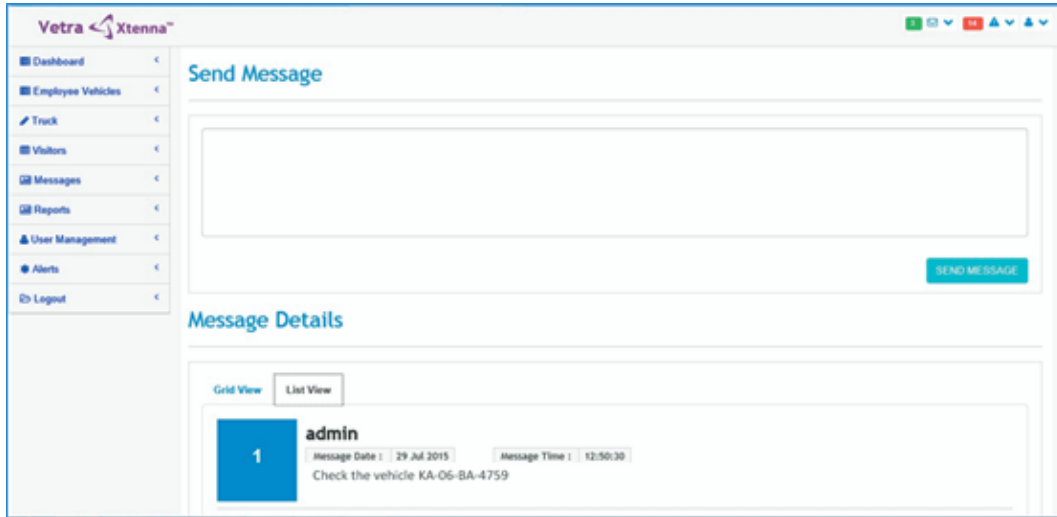 Vetra Xtenna™
14
Dashboard
Employee Vehicles
Truck
Visitors
Messages
Reports
User Management
Alerts
Logout
Send Message
SEND MESSAGE
Message Details
Grid View List View
1
admin
Message Date : 29 Jul 2015 Message Time : 12:50:30
Check the vehicle KA-06-BA-4759